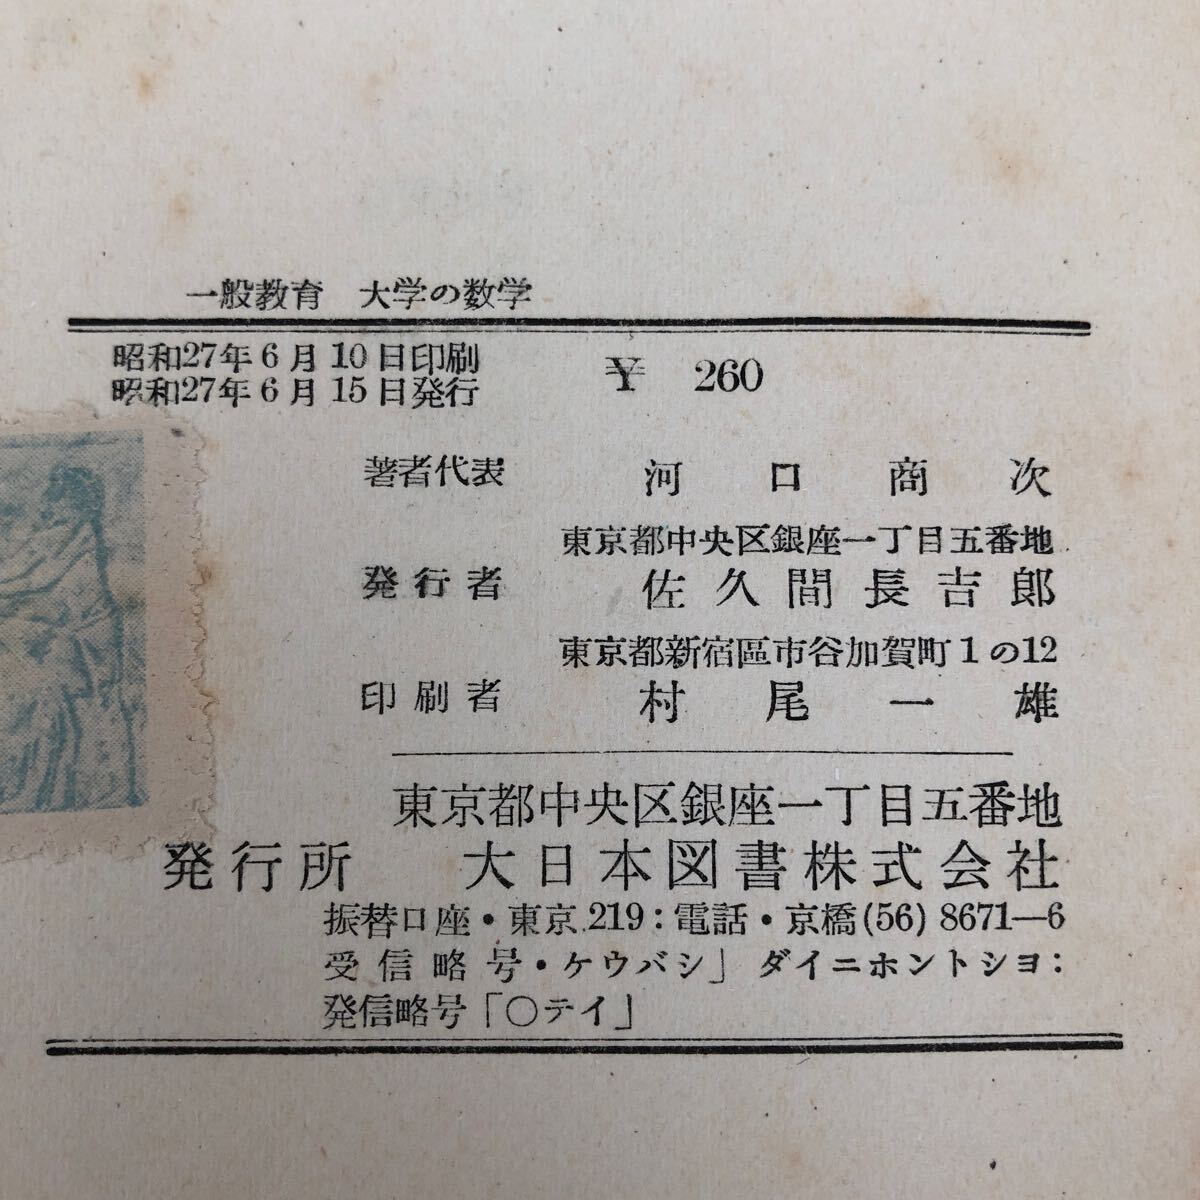 一般教育　大学の数学
昭和27年6月10日印刷
昭和27年6月15日発行
¥ 260
著者代表　河口商次
東京都中央区銀座一丁目五番地
発行者　佐久間長吉郎
東京都新宿區市谷加賀町1の12
印刷者　村尾一雄
東京都中央区銀座一丁目五番地
発行所　大日本図書株式会社
振替口座・東京219:電話・京橋(56)8671—6
受信略号・ケウバシ」ダイニホントシヨ:
発信略号「○テイ」